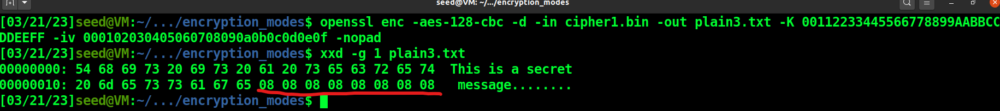 seed@VM: ~/.../encryption_modes
[03/21/23]seed@VM:~/.../encryption_modes$ openssl enc -aes-128-cbc -d -in cipher1.bin -out plain3.txt -K 00112233445566778899AABBCC
DDEEFF -iv 000102030405060708090a0b0c0d0e0f -nopad
[03/21/23]seed@VM:~/.../encryption_modes$ xxd -g 1 plain3.txt
00000000: 54 68 69 73 20 69 73 20 61 20 73 65 63 72 65 74  This is a secret
00000010: 20 6d 65 73 73 61 67 65 08 08 08 08 08 08 08 08   message........
[03/21/23]seed@VM:~/.../encryption_modes$